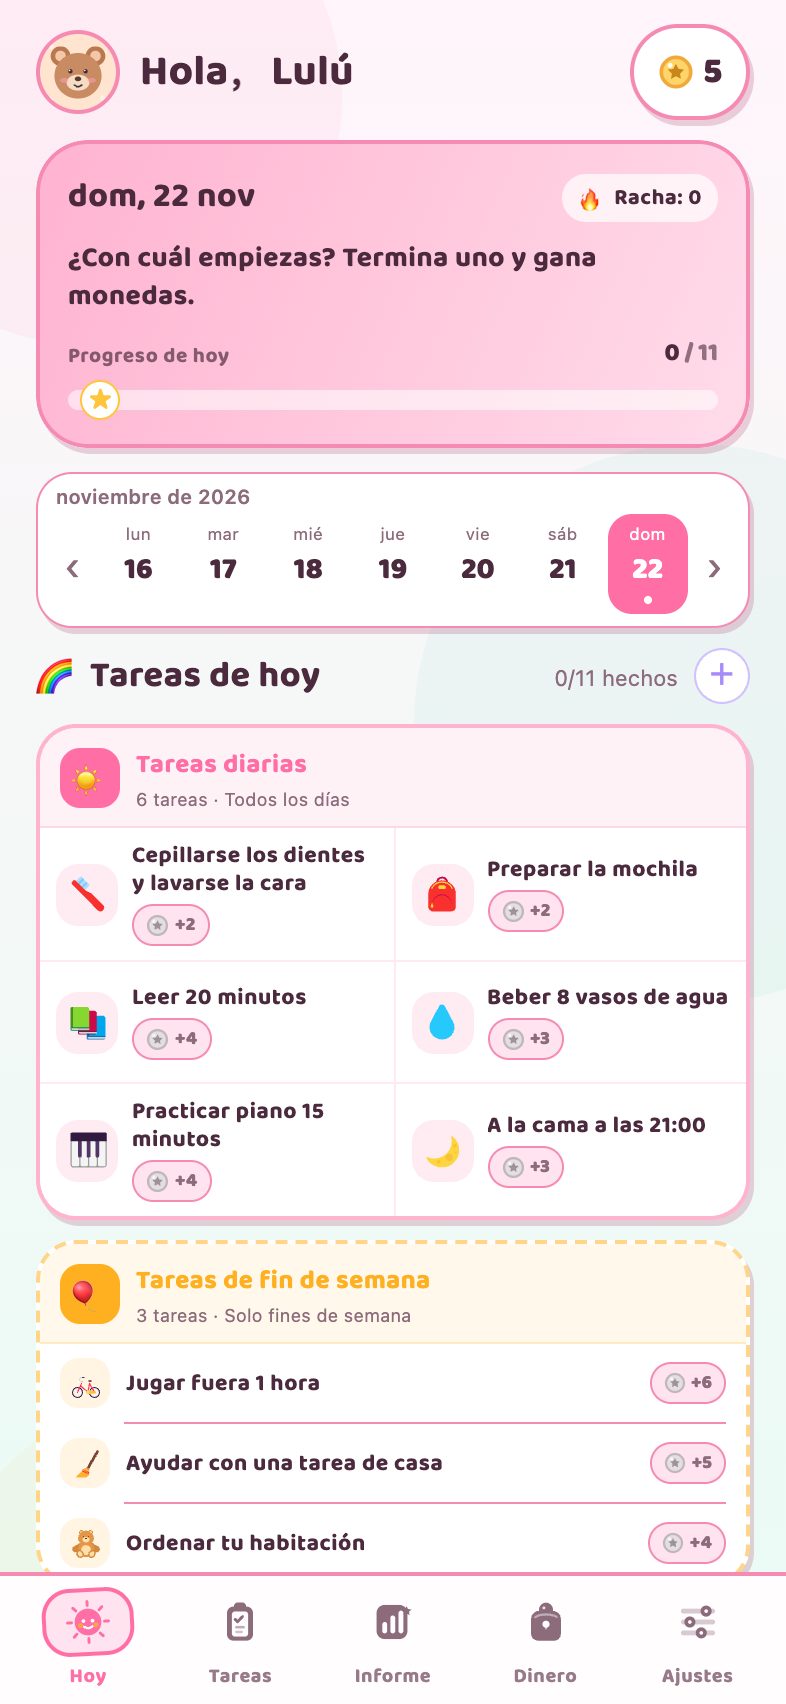 Hola, Lulú
5
dom, 22 nov
Racha: 0
¿Con cuál empiezas? Termina uno y gana
monedas.
Progreso de hoy
0 / 11
noviembre de 2026
lun mar mié jue vie sáb dom
‹ 16 17 18 19 20 21 22 ›
Tareas de hoy
0/11 hechos
+
Tareas diarias
6 tareas · Todos los días
Cepillarse los dientes
y lavarse la cara
+2
Preparar la mochila
+2
Leer 20 minutos
+4
Beber 8 vasos de agua
+3
Practicar piano 15
minutos
+4
A la cama a las 21:00
+3
Tareas de fin de semana
3 tareas · Solo fines de semana
Jugar fuera 1 hora
+6
Ayudar con una tarea de casa
+5
Ordenar tu habitación
+4
Hoy
Tareas
Informe
Dinero
Ajustes